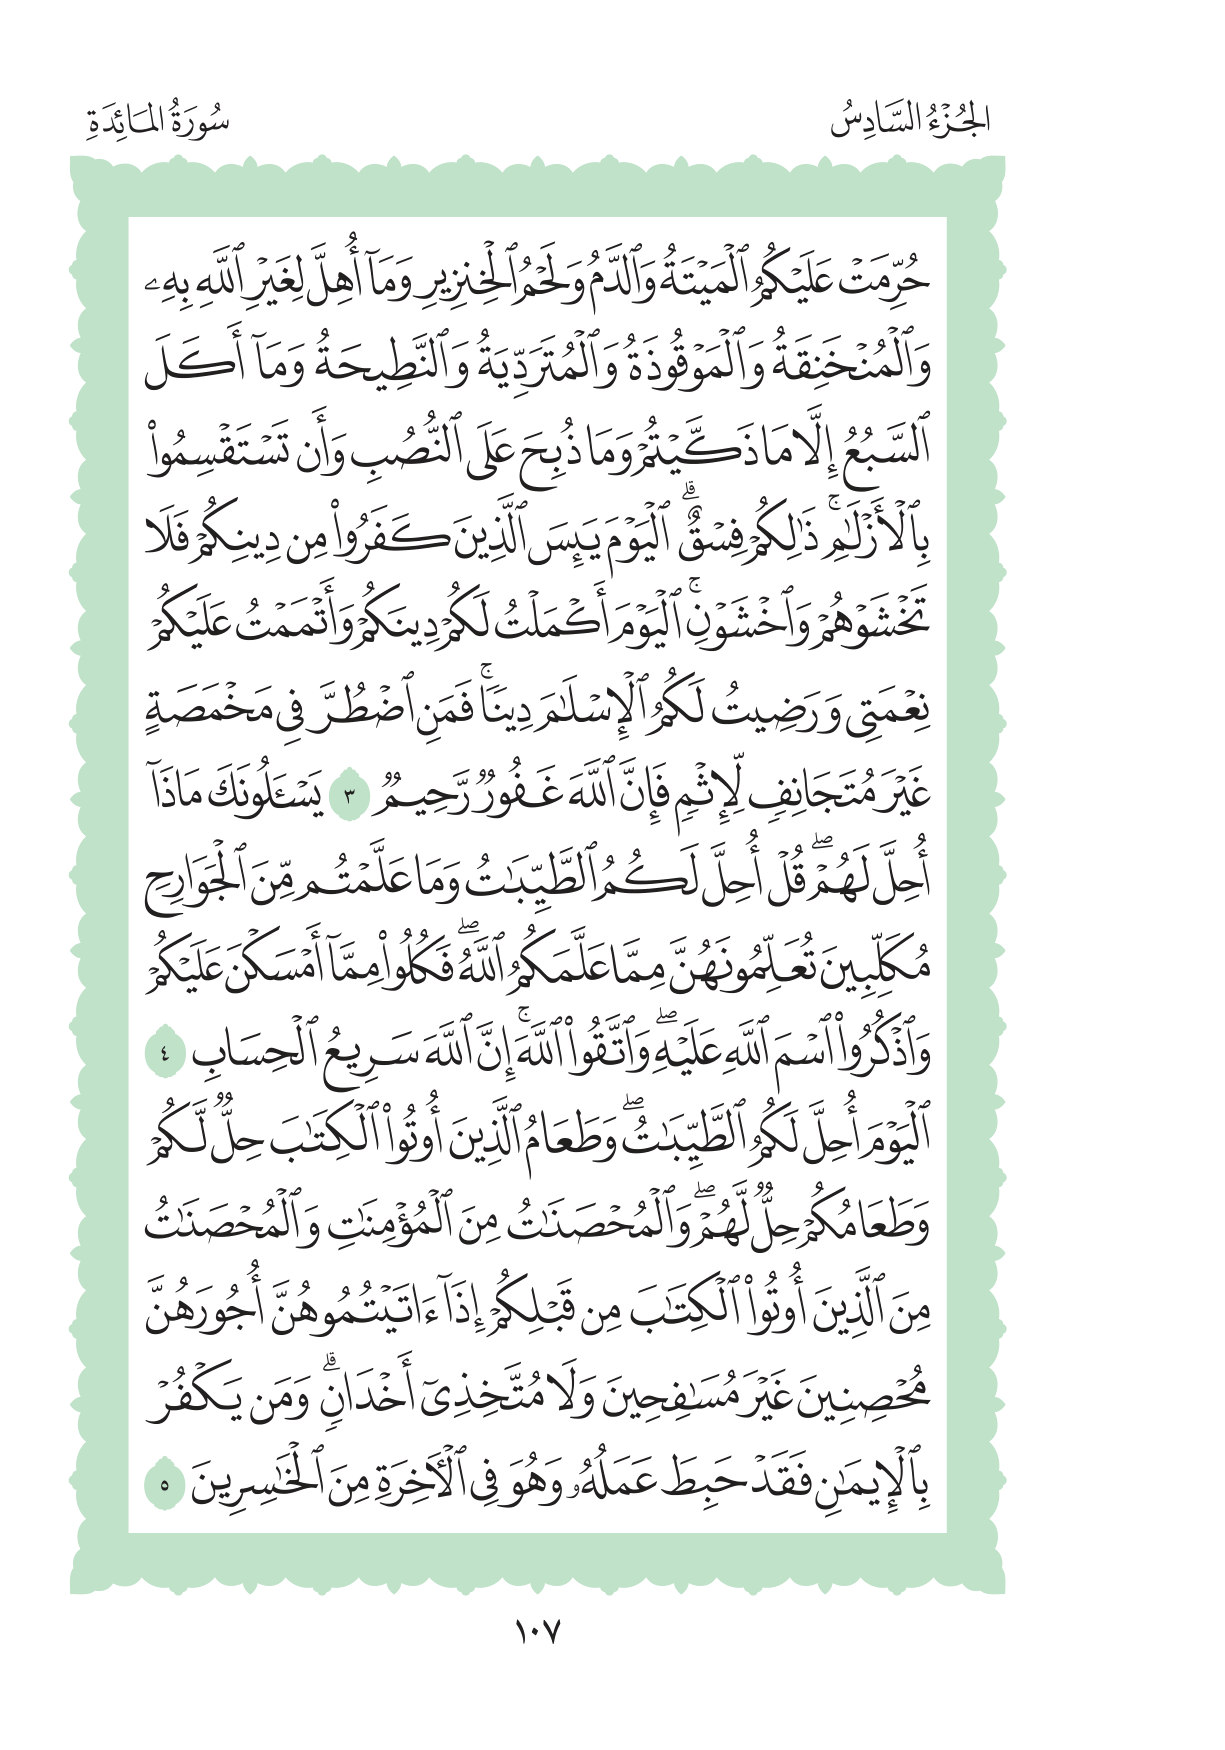 الجُزْءُ السَّادِسُ
سُورَةُ المَائِدَةِ
حُرِّمَتۡ عَلَيۡكُمُ ٱلۡمَيۡتَةُ وَٱلدَّمُ وَلَحۡمُ ٱلۡخِنزِيرِ وَمَآ أُهِلَّ لِغَيۡرِ ٱللَّهِ بِهِۦ
وَٱلۡمُنۡخَنِقَةُ وَٱلۡمَوۡقُوذَةُ وَٱلۡمُتَرَدِّيَةُ وَٱلنَّطِيحَةُ وَمَآ أَكَلَ
ٱلسَّبُعُ إِلَّا مَا ذَكَّيۡتُمۡ وَمَا ذُبِحَ عَلَى ٱلنُّصُبِ وَأَن تَسۡتَقۡسِمُواْ
بِٱلۡأَزۡلَٰمِۚ ذَٰلِكُمۡ فِسۡقٌۗ ٱلۡيَوۡمَ يَئِسَ ٱلَّذِينَ كَفَرُواْ مِن دِينِكُمۡ فَلَا
تَخۡشَوۡهُمۡ وَٱخۡشَوۡنِۚ ٱلۡيَوۡمَ أَكۡمَلۡتُ لَكُمۡ دِينَكُمۡ وَأَتۡمَمۡتُ عَلَيۡكُمۡ
نِعۡمَتِي وَرَضِيتُ لَكُمُ ٱلۡإِسۡلَٰمَ دِينٗاۚ فَمَنِ ٱضۡطُرَّ فِي مَخۡمَصَةٍ
غَيۡرَ مُتَجَانِفٖ لِّإِثۡمٖ فَإِنَّ ٱللَّهَ غَفُورٞ رَّحِيمٞ ٣ يَسۡـَٔلُونَكَ مَاذَآ
أُحِلَّ لَهُمۡۖ قُلۡ أُحِلَّ لَكُمُ ٱلطَّيِّبَٰتُ وَمَا عَلَّمۡتُم مِّنَ ٱلۡجَوَارِحِ
مُكَلِّبِينَ تُعَلِّمُونَهُنَّ مِمَّا عَلَّمَكُمُ ٱللَّهُۖ فَكُلُواْ مِمَّآ أَمۡسَكۡنَ عَلَيۡكُمۡ
وَٱذۡكُرُواْ ٱسۡمَ ٱللَّهِ عَلَيۡهِۖ وَٱتَّقُواْ ٱللَّهَۚ إِنَّ ٱللَّهَ سَرِيعُ ٱلۡحِسَابِ ٤
ٱلۡيَوۡمَ أُحِلَّ لَكُمُ ٱلطَّيِّبَٰتُۖ وَطَعَامُ ٱلَّذِينَ أُوتُواْ ٱلۡكِتَٰبَ حِلّٞ لَّكُمۡ
وَطَعَامُكُمۡ حِلّٞ لَّهُمۡۖ وَٱلۡمُحۡصَنَٰتُ مِنَ ٱلۡمُؤۡمِنَٰتِ وَٱلۡمُحۡصَنَٰتُ
مِنَ ٱلَّذِينَ أُوتُواْ ٱلۡكِتَٰبَ مِن قَبۡلِكُمۡ إِذَآ ءَاتَيۡتُمُوهُنَّ أُجُورَهُنَّ
مُحۡصِنِينَ غَيۡرَ مُسَٰفِحِينَ وَلَا مُتَّخِذِيٓ أَخۡدَانٖۗ وَمَن يَكۡفُرۡ
بِٱلۡإِيمَٰنِ فَقَدۡ حَبِطَ عَمَلُهُۥ وَهُوَ فِي ٱلۡأٓخِرَةِ مِنَ ٱلۡخَٰسِرِينَ ٥
١٠٧